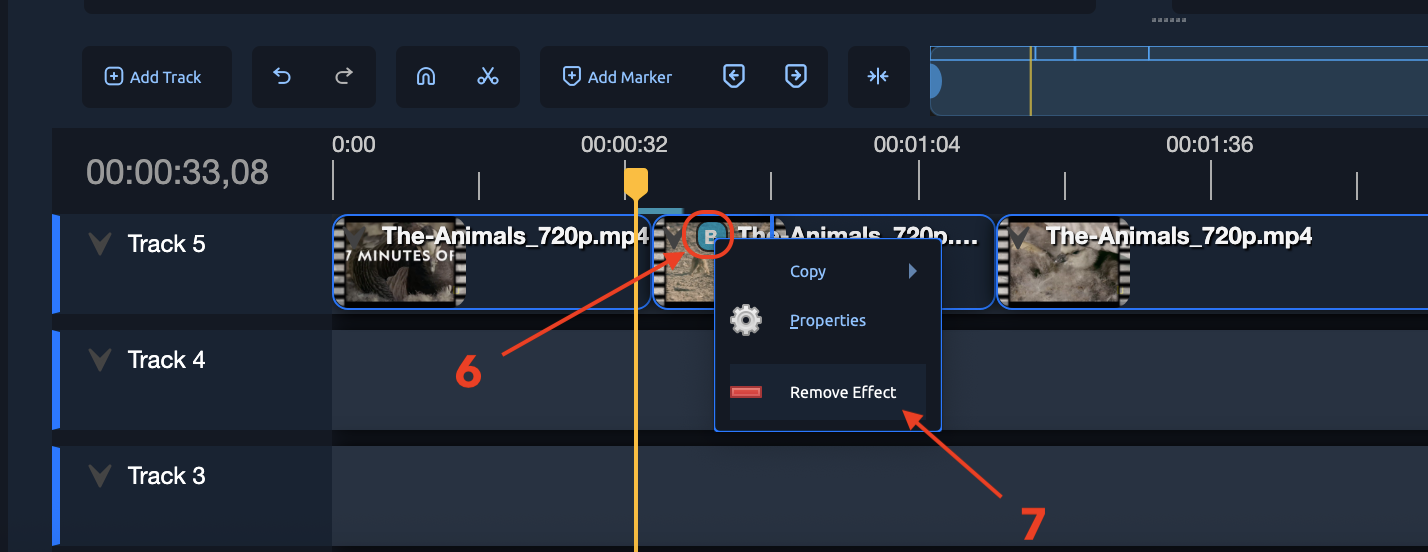 Add Track
Add Marker
0:00
00:00:32
00:01:04
00:01:36
00:00:33,08
Track 5
The-Animals_720p.mp4
7 MINUTES OF
B
The-Animals_720p....
The-Animals_720p.mp4
Copy
Properties
6
Track 4
Remove Effect
Track 3
7